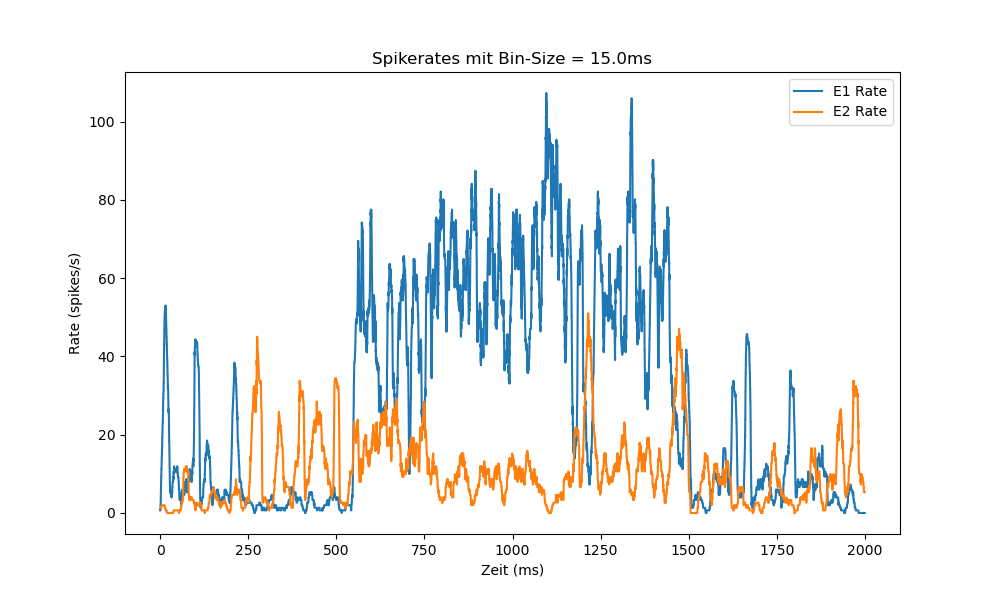 Spikerates mit Bin-Size = 15.0ms
E1 Rate
E2 Rate
Rate (spikes/s)
100
80
60
40
20
0
0 250 500 750 1000 1250 1500 1750 2000
Zeit (ms)